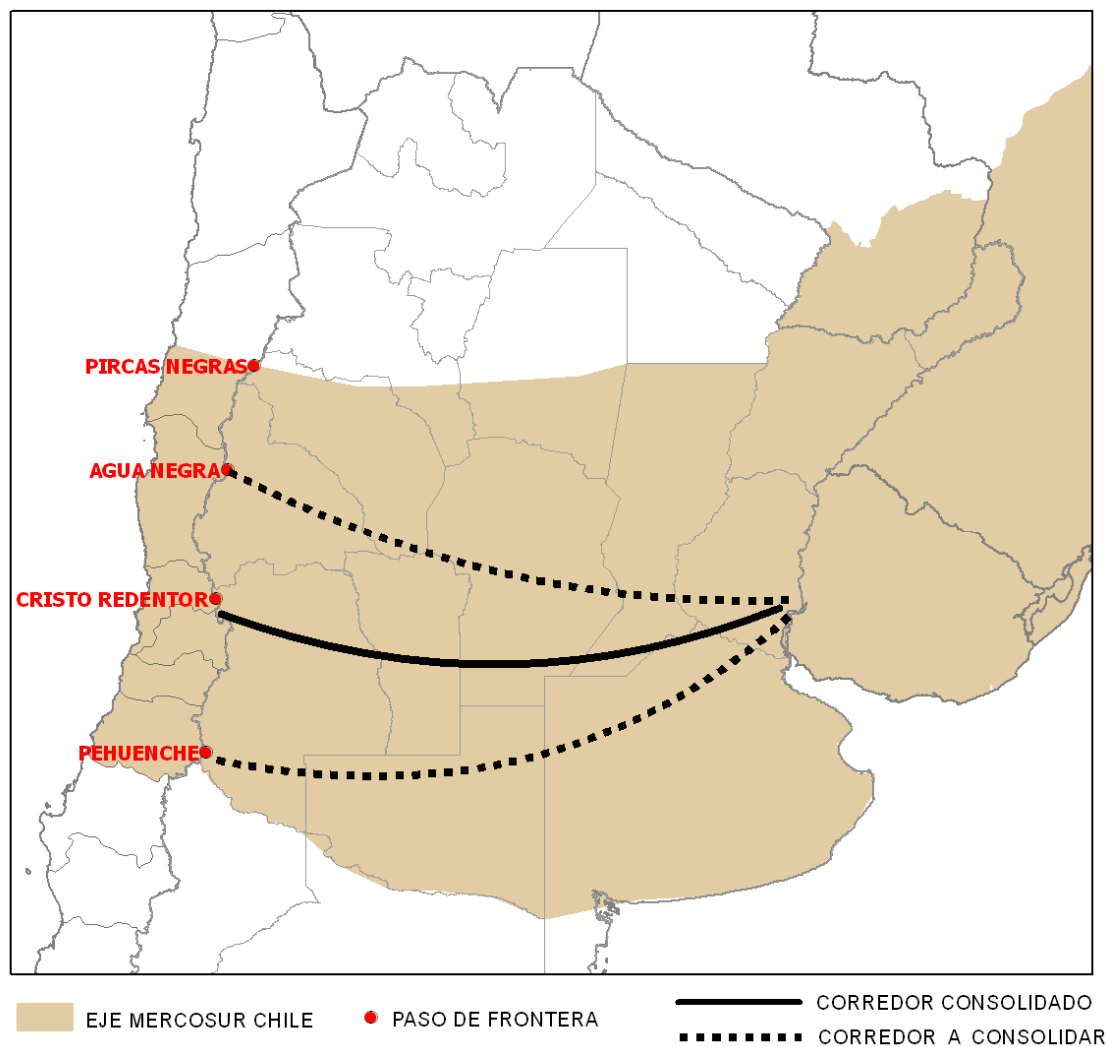 PIRCAS NEGRAS
AGUA NEGRA
CRISTO REDENTOR
PEHUENCHE
EJE MERCOSUR CHILE
PASO DE FRONTERA
CORREDOR CONSOLIDADO
CORREDOR A CONSOLIDAR